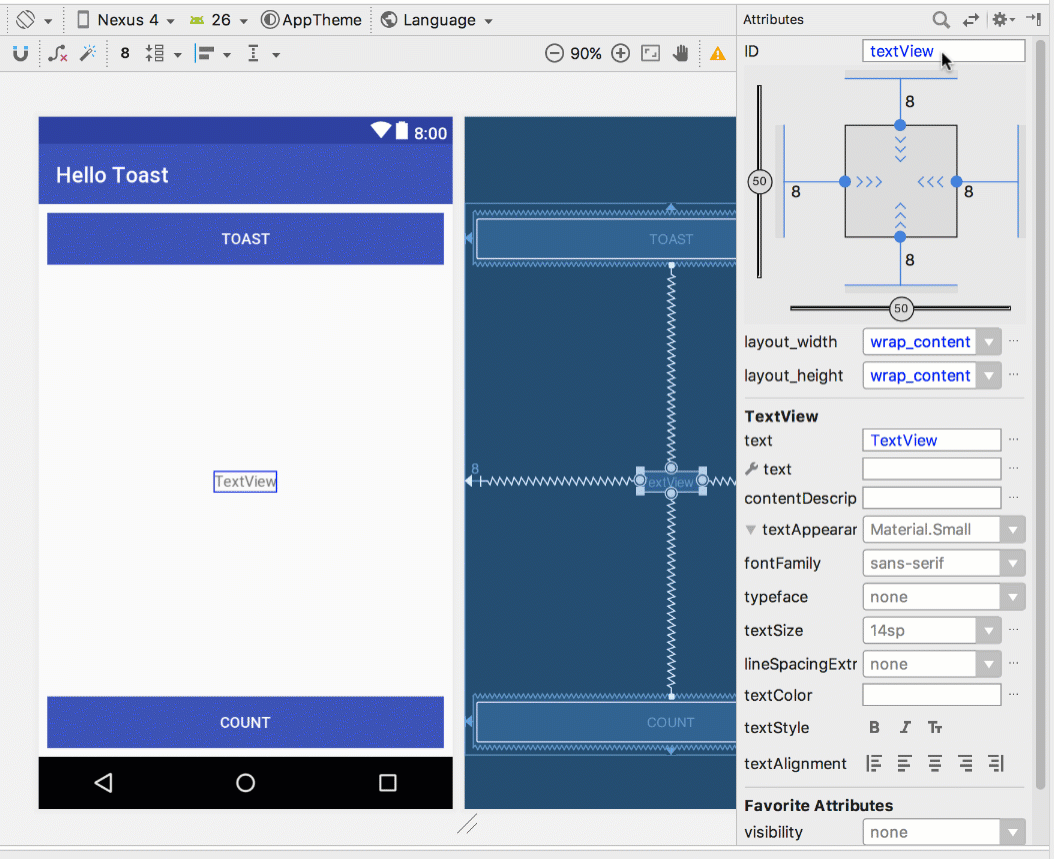 Nexus 4 26 AppTheme Language
8 90%
8:00
Hello Toast
TOAST
TextView
COUNT
TOAST
8
extView
COUNT
Attributes
ID textView
8
50 8 8
8
50
layout_width wrap_content ...
layout_height wrap_content ...
TextView
text TextView ...
text ...
contentDescrip ...
textAppearar Material.Small
fontFamily sans-serif
typeface none
textSize 14sp ...
lineSpacingExtr none ...
textColor ...
textStyle B I Tт
textAlignment
Favorite Attributes
visibility none